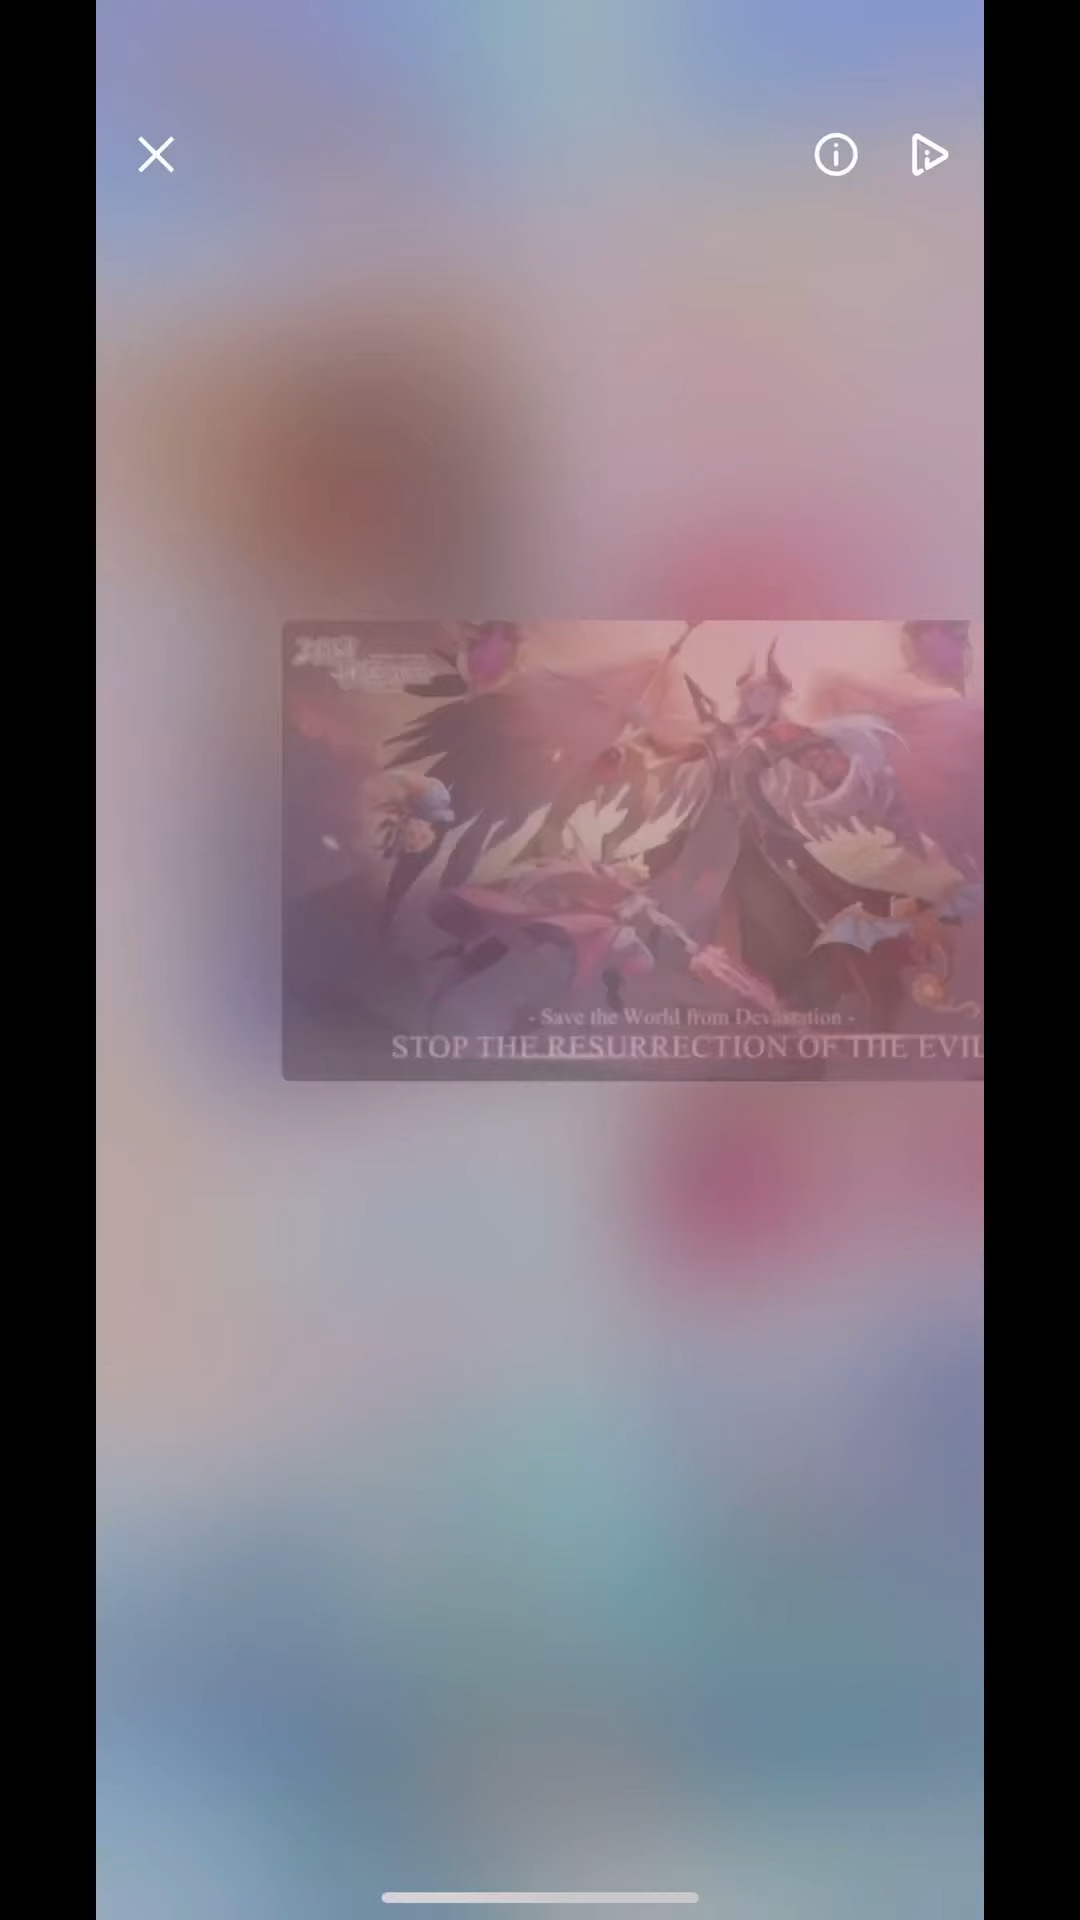 - Save the World from Devastation -
STOP THE RESURRECTION OF THE EVIL